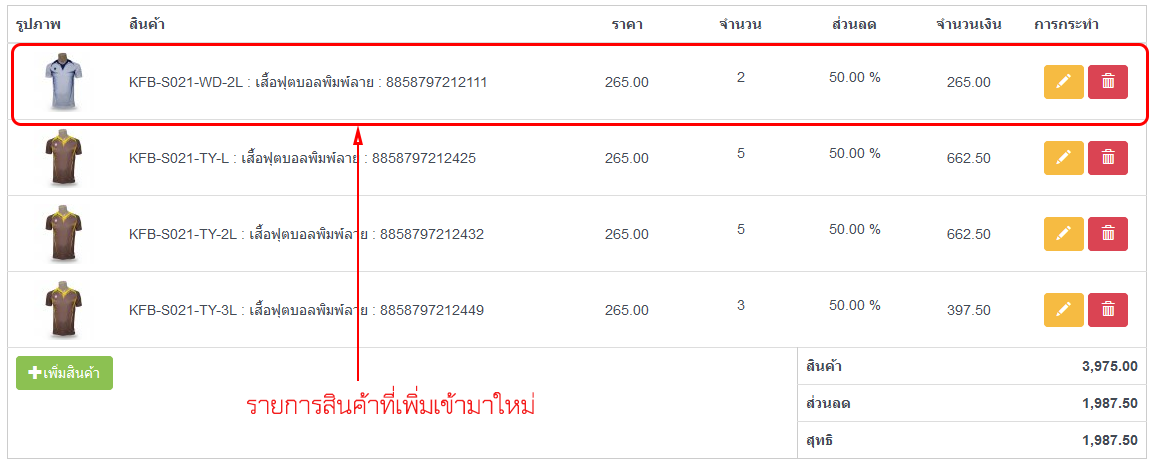 รูปภาพ สินค้า ราคา จำนวน ส่วนลด จำนวนเงิน การกระทำ
KFB-S021-WD-2L : เสื้อฟุตบอลพิมพ์ลาย : 8858797212111 265.00 2 50.00 % 265.00
KFB-S021-TY-L : เสื้อฟุตบอลพิมพ์ลาย : 8858797212425 265.00 5 50.00 % 662.50
KFB-S021-TY-2L : เสื้อฟุตบอลพิมพ์ลาย : 8858797212432 265.00 5 50.00 % 662.50
KFB-S021-TY-3L : เสื้อฟุตบอลพิมพ์ลาย : 8858797212449 265.00 3 50.00 % 397.50
เพิ่มสินค้า
สินค้า 3,975.00
ส่วนลด 1,987.50
สุทธิ 1,987.50
รายการสินค้าที่เพิ่มเข้ามาใหม่